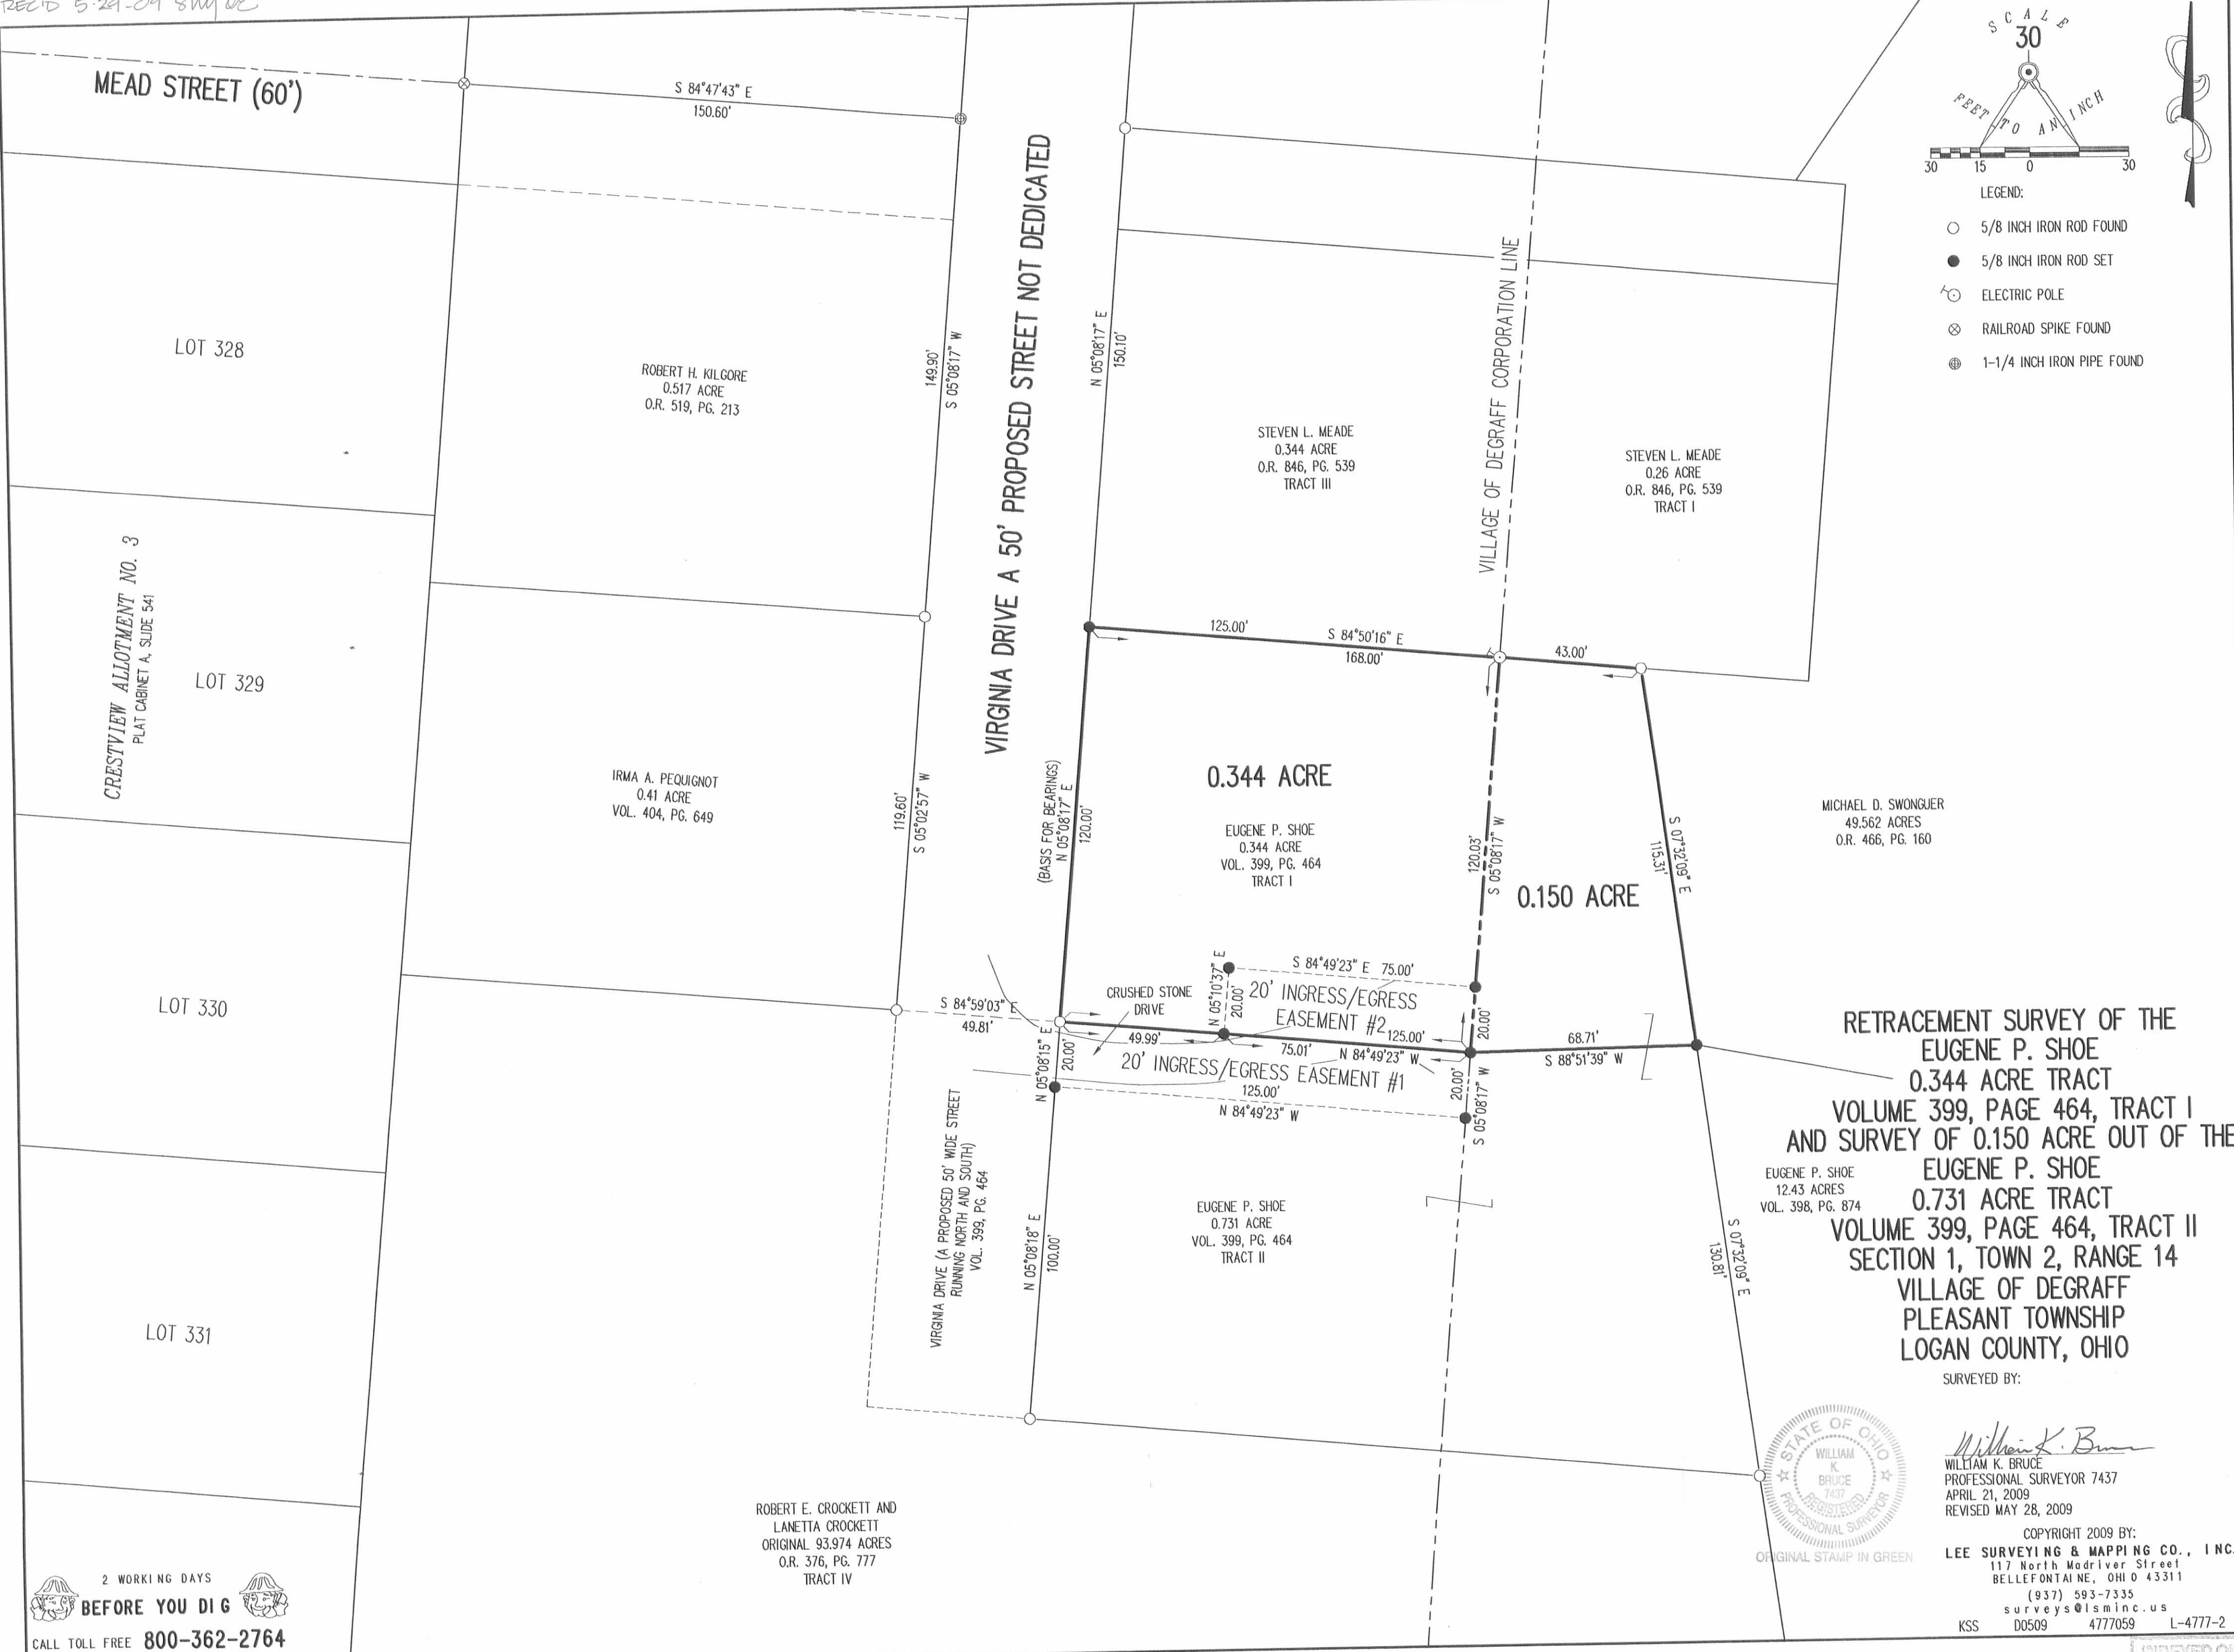 REC'D 5-29-09
MEAD STREET (60')
S 84°47'43" E
150.60'
SCALE
30
FEET TO AN INCH
30 15 0 30
LEGEND:
5/8 INCH IRON ROD FOUND
5/8 INCH IRON ROD SET
ELECTRIC POLE
RAILROAD SPIKE FOUND
1-1/4 INCH IRON PIPE FOUND
LOT 328
ROBERT H. KILGORE
0.517 ACRE
O.R. 519, PG. 213
149.90'
S 05°08'17" W
VIRGINIA DRIVE A 50' PROPOSED STREET NOT DEDICATED
N 05°08'17" E
150.10'
STEVEN L. MEADE
0.344 ACRE
O.R. 846, PG. 539
TRACT III
VILLAGE OF DEGRAFF CORPORATION LINE
STEVEN L. MEADE
0.26 ACRE
O.R. 846, PG. 539
TRACT I
CRESTVIEW ALLOTMENT NO. 3
PLAT CABINET A, SLIDE 541
LOT 329
125.00'
S 84°50'16" E
168.00'
43.00'
IRMA A. PEQUIGNOT
0.41 ACRE
VOL. 404, PG. 649
119.60'
S 05°02'57" W
(BASIS FOR BEARINGS)
N 05°08'17" E
120.00'
0.344 ACRE
EUGENE P. SHOE
0.344 ACRE
VOL. 399, PG. 464
TRACT I
120.03'
S 05°08'17" W
0.150 ACRE
S 07°32'09" E
115.31'
MICHAEL D. SWONGUER
49.562 ACRES
O.R. 466, PG. 160
LOT 330
S 84°59'03" E
49.81'
CRUSHED STONE
DRIVE
N 05°10'37" E
20.00'
S 84°49'23" E 75.00'
20' INGRESS/EGRESS
EASEMENT #2
125.00'
20.00'
49.99'
75.01'
N 84°49'23" W
68.71'
S 88°51'39" W
N 05°08'15" E
20.00'
20' INGRESS/EGRESS EASEMENT #1
125.00'
N 84°49'23" W
20.00'
S 05°08'17" W
VIRGINIA DRIVE (A PROPOSED 50' WIDE STREET
RUNNING NORTH AND SOUTH)
VOL. 399, PG. 464
N 05°08'18" E
100.00'
EUGENE P. SHOE
0.731 ACRE
VOL. 399, PG. 464
TRACT II
S 07°32'09" E
130.81'
EUGENE P. SHOE
12.43 ACRES
VOL. 398, PG. 874
RETRACEMENT SURVEY OF THE
EUGENE P. SHOE
0.344 ACRE TRACT
VOLUME 399, PAGE 464, TRACT I
AND SURVEY OF 0.150 ACRE OUT OF THE
EUGENE P. SHOE
0.731 ACRE TRACT
VOLUME 399, PAGE 464, TRACT II
SECTION 1, TOWN 2, RANGE 14
VILLAGE OF DEGRAFF
PLEASANT TOWNSHIP
LOGAN COUNTY, OHIO
LOT 331
SURVEYED BY:
STATE OF OHIO
WILLIAM
K.
BRUCE
7437
REGISTERED
PROFESSIONAL SURVEYOR
ORIGINAL STAMP IN GREEN
William K. Bruce
WILLIAM K. BRUCE
PROFESSIONAL SURVEYOR 7437
APRIL 21, 2009
REVISED MAY 28, 2009
COPYRIGHT 2009 BY:
LEE SURVEYING & MAPPING CO., INC.
117 North Madriver Street
BELLEFONTAINE, OHIO 43311
(937) 593-7335
surveys@lsminc.us
KSS D0509 4777059 L-4777-2
ROBERT E. CROCKETT AND
LANETTA CROCKETT
ORIGINAL 93.974 ACRES
O.R. 376, PG. 777
TRACT IV
2 WORKING DAYS
BEFORE YOU DIG
CALL TOLL FREE 800-362-2764